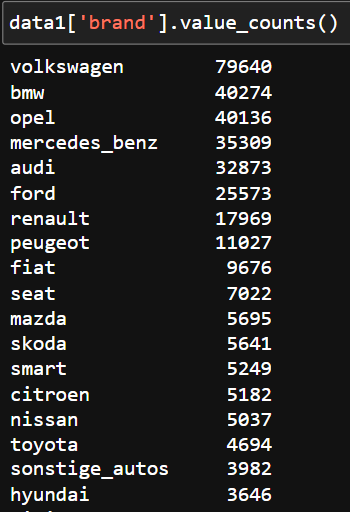 data1['brand'].value_counts()
volkswagen 79640
bmw 40274
opel 40136
mercedes_benz 35309
audi 32873
ford 25573
renault 17969
peugeot 11027
fiat 9676
seat 7022
mazda 5695
skoda 5641
smart 5249
citroen 5182
nissan 5037
toyota 4694
sonstige_autos 3982
hyundai 3646